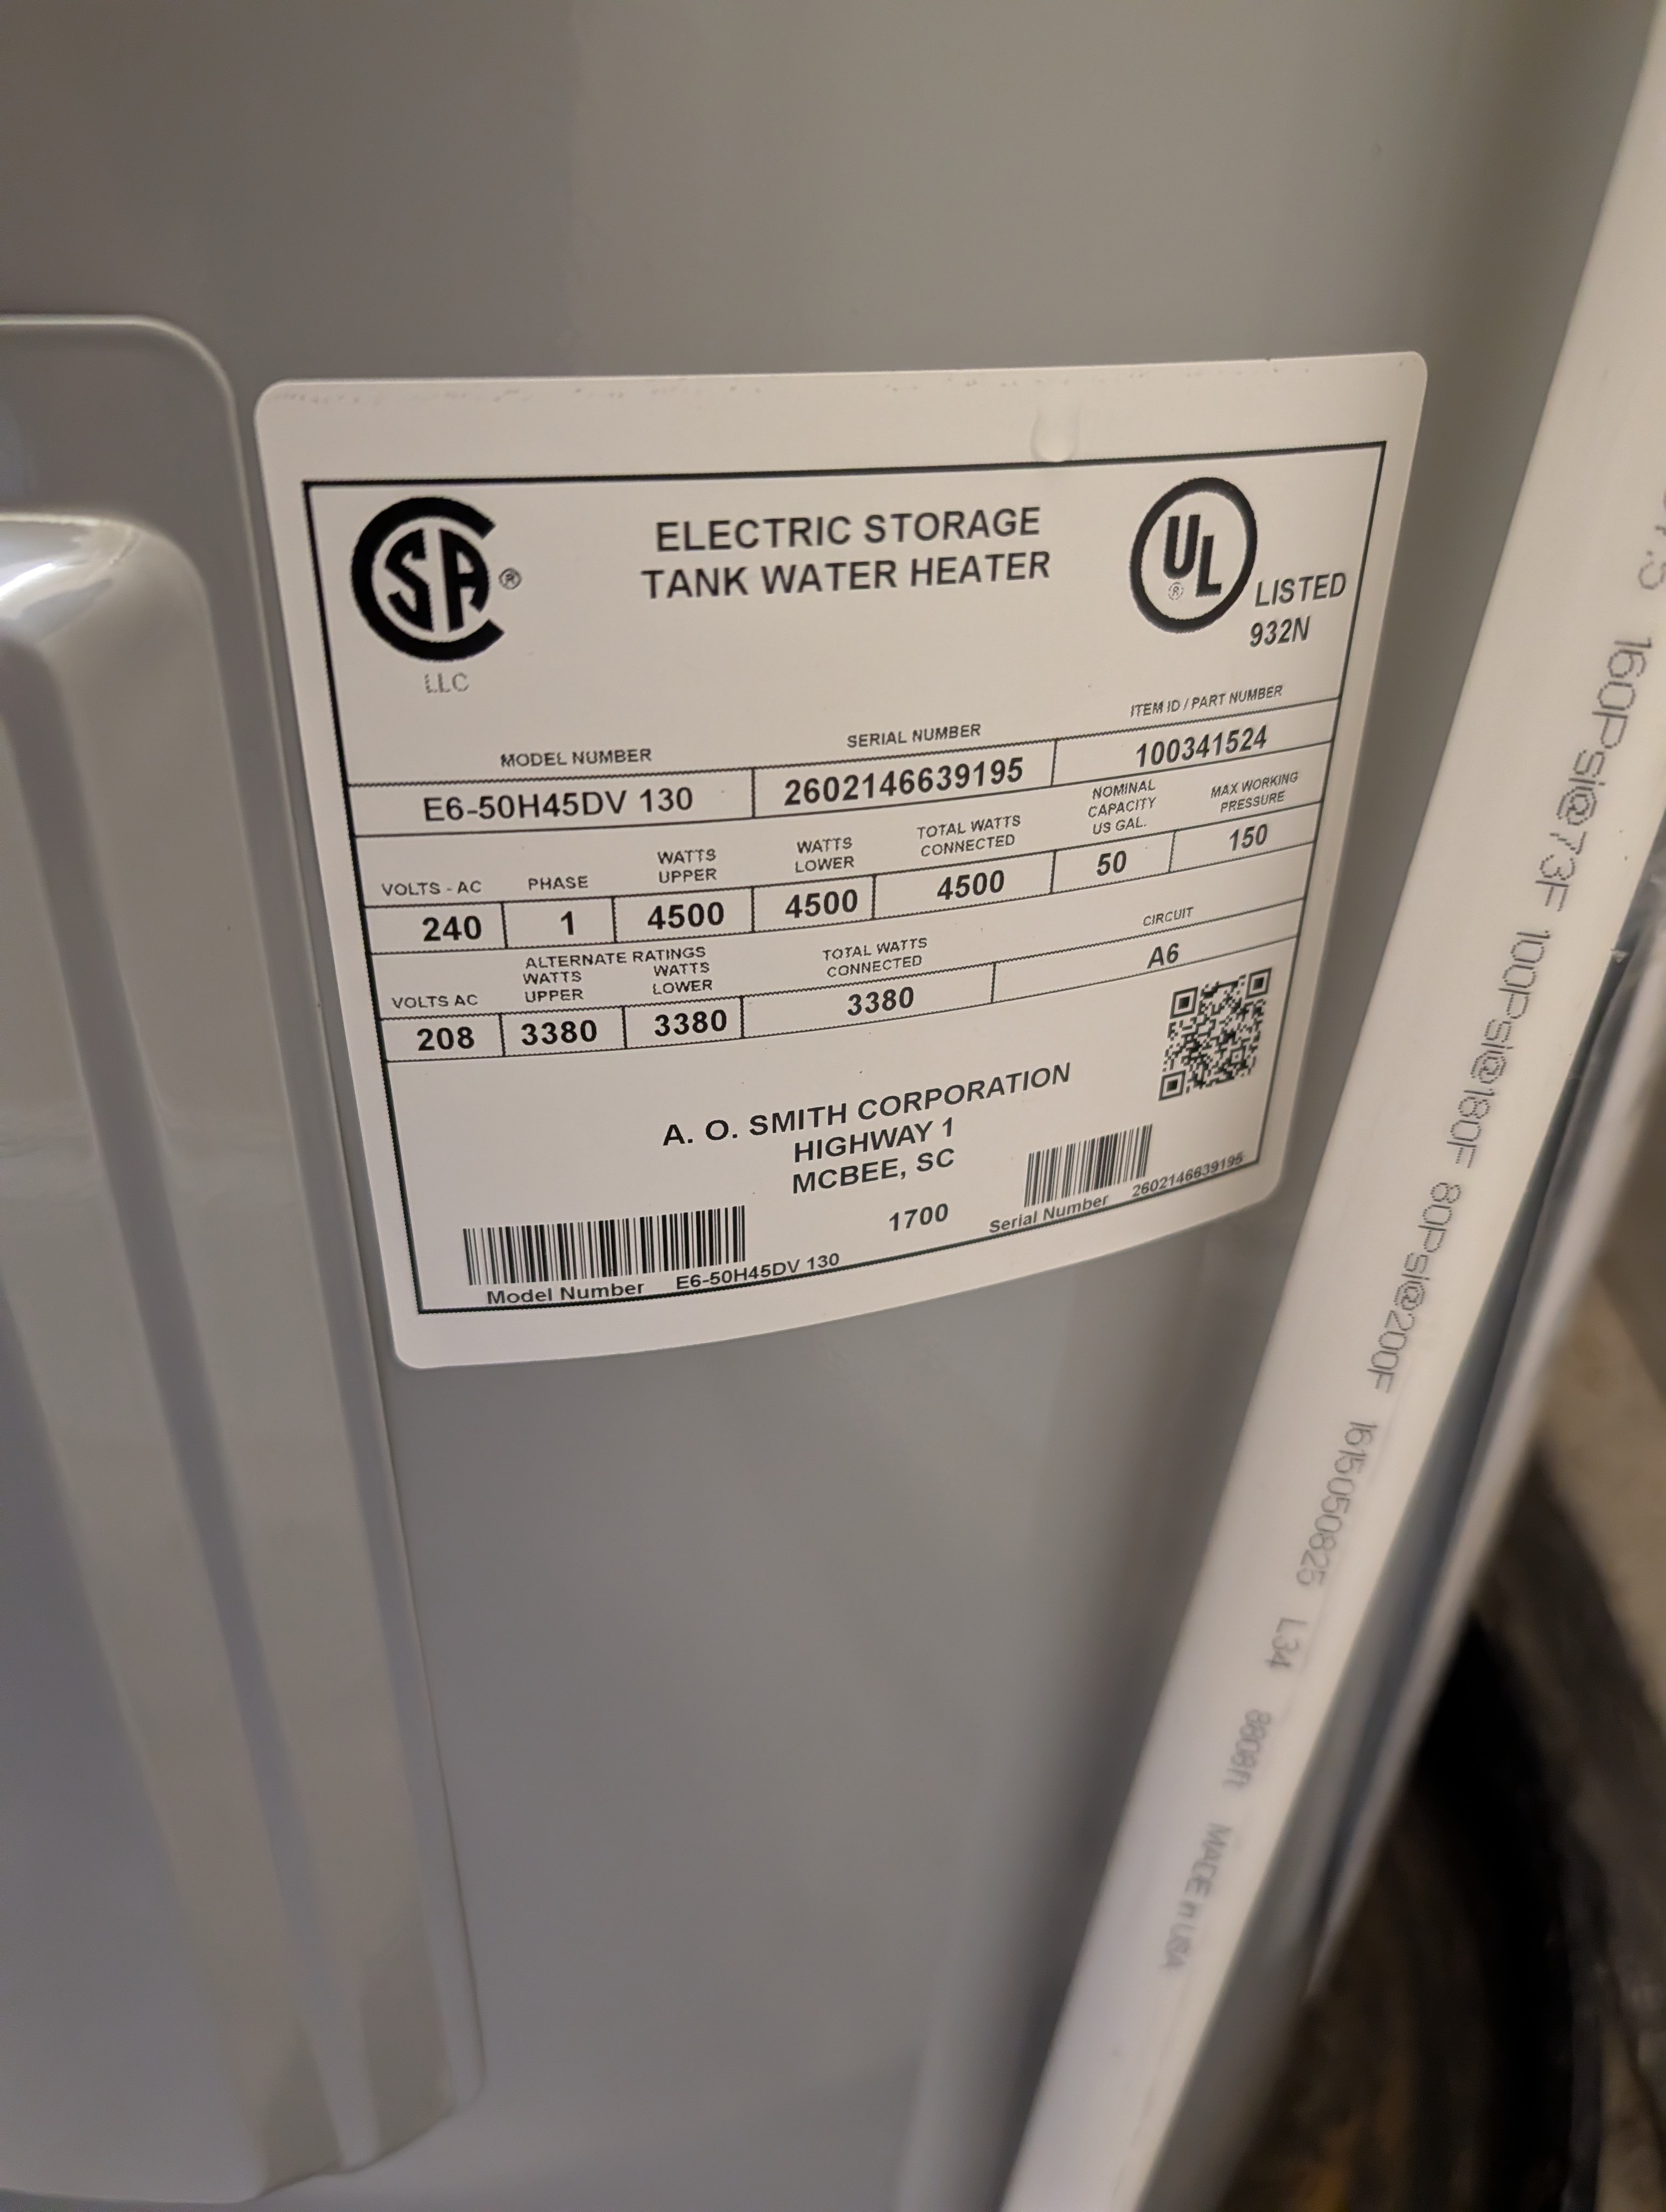 SA ®
LLC
ELECTRIC STORAGE
TANK WATER HEATER
UL ®
LISTED
932N
MODEL NUMBER SERIAL NUMBER ITEM ID / PART NUMBER
E6-50H45DV 130 2602146639195 100341524
VOLTS - AC PHASE WATTS UPPER WATTS LOWER TOTAL WATTS CONNECTED NOMINAL CAPACITY US GAL. MAX WORKING PRESSURE
240 1 4500 4500 4500 50 150
ALTERNATE RATINGS
VOLTS AC WATTS UPPER WATTS LOWER TOTAL WATTS CONNECTED CIRCUIT
208 3380 3380 3380 A6
A. O. SMITH CORPORATION
HIGHWAY 1
MCBEE, SC
1700
Model Number E6-50H45DV 130
Serial Number 2602146639195
160Psi@73F 100Psi@180F 80Psi@200F 161505082S L34 8808ft MADE n USA